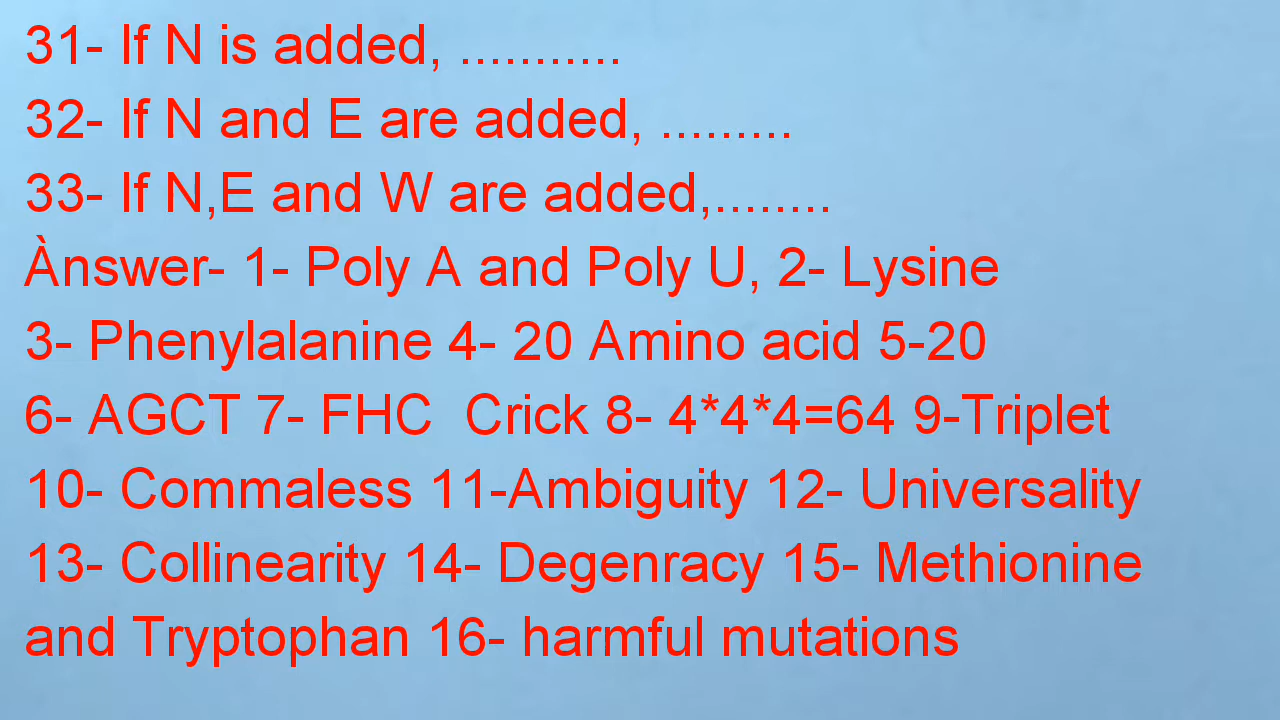 31- If N is added, ...........
32- If N and E are added, .........
33- If N,E and W are added,........
Ànswer- 1- Poly A and Poly U, 2- Lysine
3- Phenylalanine 4- 20 Amino acid 5-20
6- AGCT 7- FHC  Crick 8- 4*4*4=64 9-Triplet
10- Commaless 11-Ambiguity 12- Universality
13- Collinearity 14- Degenracy 15- Methionine
and Tryptophan 16- harmful mutations